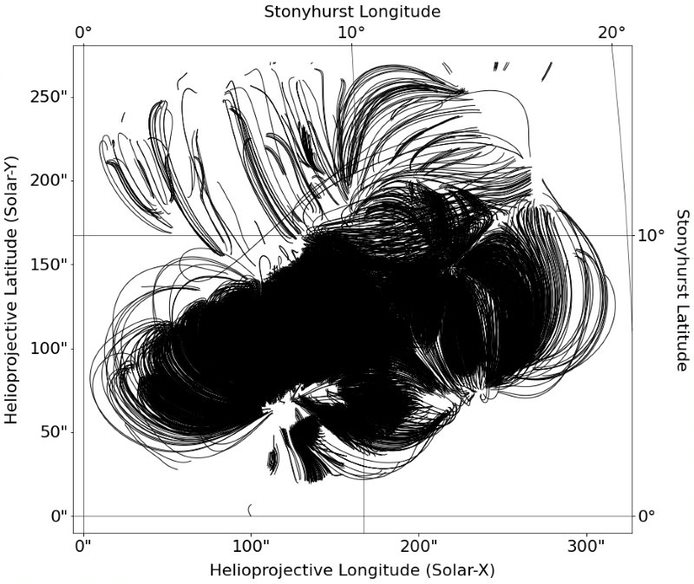 Stonyhurst Longitude
0° 10° 20°
250"
200"
150"
100"
50"
0"
Helioprojective Latitude (Solar-Y)
10°
0°
Stonyhurst Latitude
0" 100" 200" 300"
Helioprojective Longitude (Solar-X)